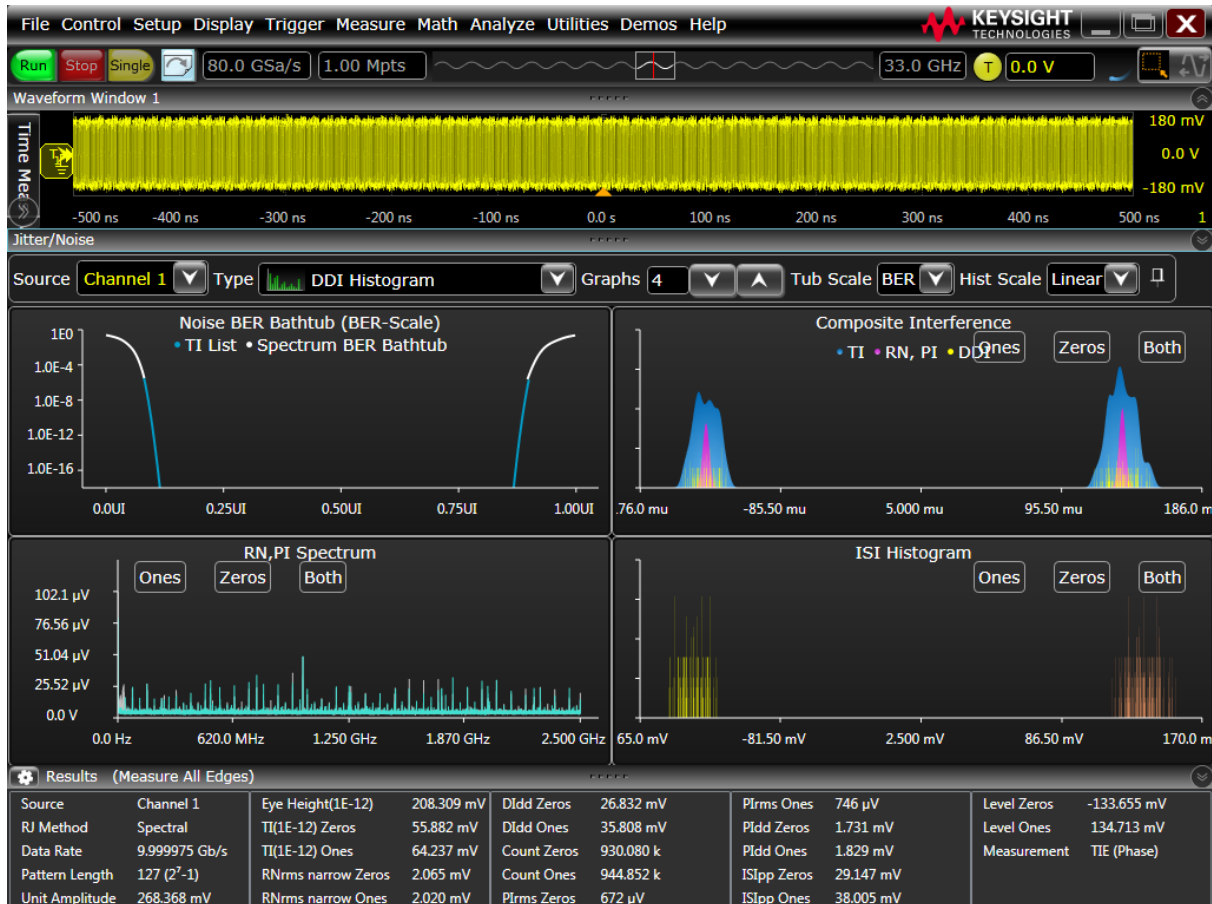 File Control Setup Display Trigger Measure Math Analyze Utilities Demos Help
KEYSIGHT
TECHNOLOGIES
Run Stop Single 80.0 GSa/s 1.00 Mpts 33.0 GHz T 0.0 V
Waveform Window 1
Time Mea
180 mV
0.0 V
-180 mV
-500 ns -400 ns -300 ns -200 ns -100 ns 0.0 s 100 ns 200 ns 300 ns 400 ns 500 ns 1
Jitter/Noise
Source Channel 1 Type DDI Histogram Graphs 4 Tub Scale BER Hist Scale Linear
Noise BER Bathtub (BER-Scale)
TI List Spectrum BER Bathtub
1E0
1.0E-4
1.0E-8
1.0E-12
1.0E-16
0.0UI 0.25UI 0.50UI 0.75UI 1.00UI
Composite Interference
TI RN, PI DDI Ones Zeros Both
.76.0 mu -85.50 mu 5.000 mu 95.50 mu 186.0 m
RN,PI Spectrum
Ones Zeros Both
102.1 µV
76.56 µV
51.04 µV
25.52 µV
0.0 V
0.0 Hz 620.0 MHz 1.250 GHz 1.870 GHz 2.500 GHz
ISI Histogram
Ones Zeros Both
65.0 mV -81.50 mV 2.500 mV 86.50 mV 170.0 m
Results (Measure All Edges)
Source Channel 1 Eye Height(1E-12) 208.309 mV DIdd Zeros 26.832 mV PIrms Ones 746 µV Level Zeros -133.655 mV
RJ Method Spectral TI(1E-12) Zeros 55.882 mV DIdd Ones 35.808 mV PIdd Zeros 1.731 mV Level Ones 134.713 mV
Data Rate 9.999975 Gb/s TI(1E-12) Ones 64.237 mV Count Zeros 930.080 k PIdd Ones 1.829 mV Measurement TIE (Phase)
Pattern Length 127 (2⁷-1) RNrms narrow Zeros 2.065 mV Count Ones 944.852 k ISIpp Zeros 29.147 mV
Unit Amplitude 268.368 mV RNrms narrow Ones 2.020 mV PIrms Zeros 672 µV ISIpp Ones 38.005 mV